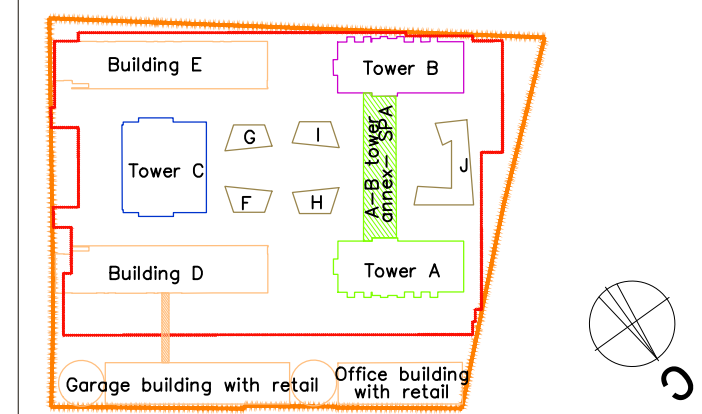 Building E
Tower B
G
I
A-B tower
annex- SPA
Tower C
J
F
H
Building D
Tower A
Garage building with retail
Office building
with retail
C